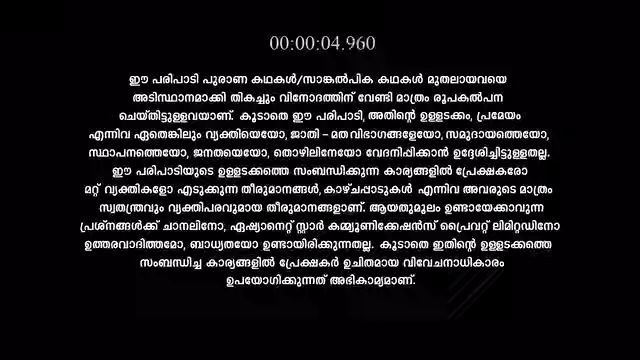 00:00:04.960
ഈ പരിപാടി പുരാണ കഥകൾ/സാങ്കൽപിക കഥകൾ മുതലായവയെ
അടിസ്ഥാനമാക്കി തികച്ചും വിനോദത്തിന് വേണ്ടി മാത്രം രൂപകൽപന
ചെയ്തിട്ടുള്ളവയാണ്. കൂടാതെ ഈ പരിപാടി, അതിന്റെ ഉള്ളടക്കം, പ്രമേയം
എന്നിവ ഏതെങ്കിലും വ്യക്തിയെയോ, ജാതി – മതവിഭാഗങ്ങളേയോ, സമുദായത്തെയോ,
സ്ഥാപനത്തെയോ, ജനതയെയോ, തൊഴിലിനേയോ വേദനിപ്പിക്കാൻ ഉദ്ദേശിച്ചിട്ടുള്ളതല്ല.
ഈ പരിപാടിയുടെ ഉള്ളടക്കത്തെ സംബന്ധിക്കുന്ന കാര്യങ്ങളിൽ പ്രേക്ഷകരോ
മറ്റ് വ്യക്തികളോ എടുക്കുന്ന തീരുമാനങ്ങൾ, കാഴ്ചപ്പാടുകൾ എന്നിവ അവരുടെ മാത്രം
സ്വതന്ത്രവും വ്യക്തിപരവുമായ തീരുമാനങ്ങളാണ്. ആയതുമൂലം ഉണ്ടായേക്കാവുന്ന
പ്രശ്നങ്ങൾക്ക് ചാനലിനോ, ഏഷ്യാനെറ്റ് സ്റ്റാർ കമ്മ്യൂണിക്കേഷൻസ് പ്രൈവറ്റ് ലിമിറ്റഡിനോ
ഉത്തരവാദിത്തമോ, ബാധ്യതയോ ഉണ്ടായിരിക്കുന്നതല്ല. കൂടാതെ ഇതിന്റെ ഉള്ളടക്കത്തെ
സംബന്ധിച്ച കാര്യങ്ങളിൽ പ്രേക്ഷകർ ഉചിതമായ വിവേചനാധികാരം
ഉപയോഗിക്കുന്നത് അഭികാമ്യമാണ്.